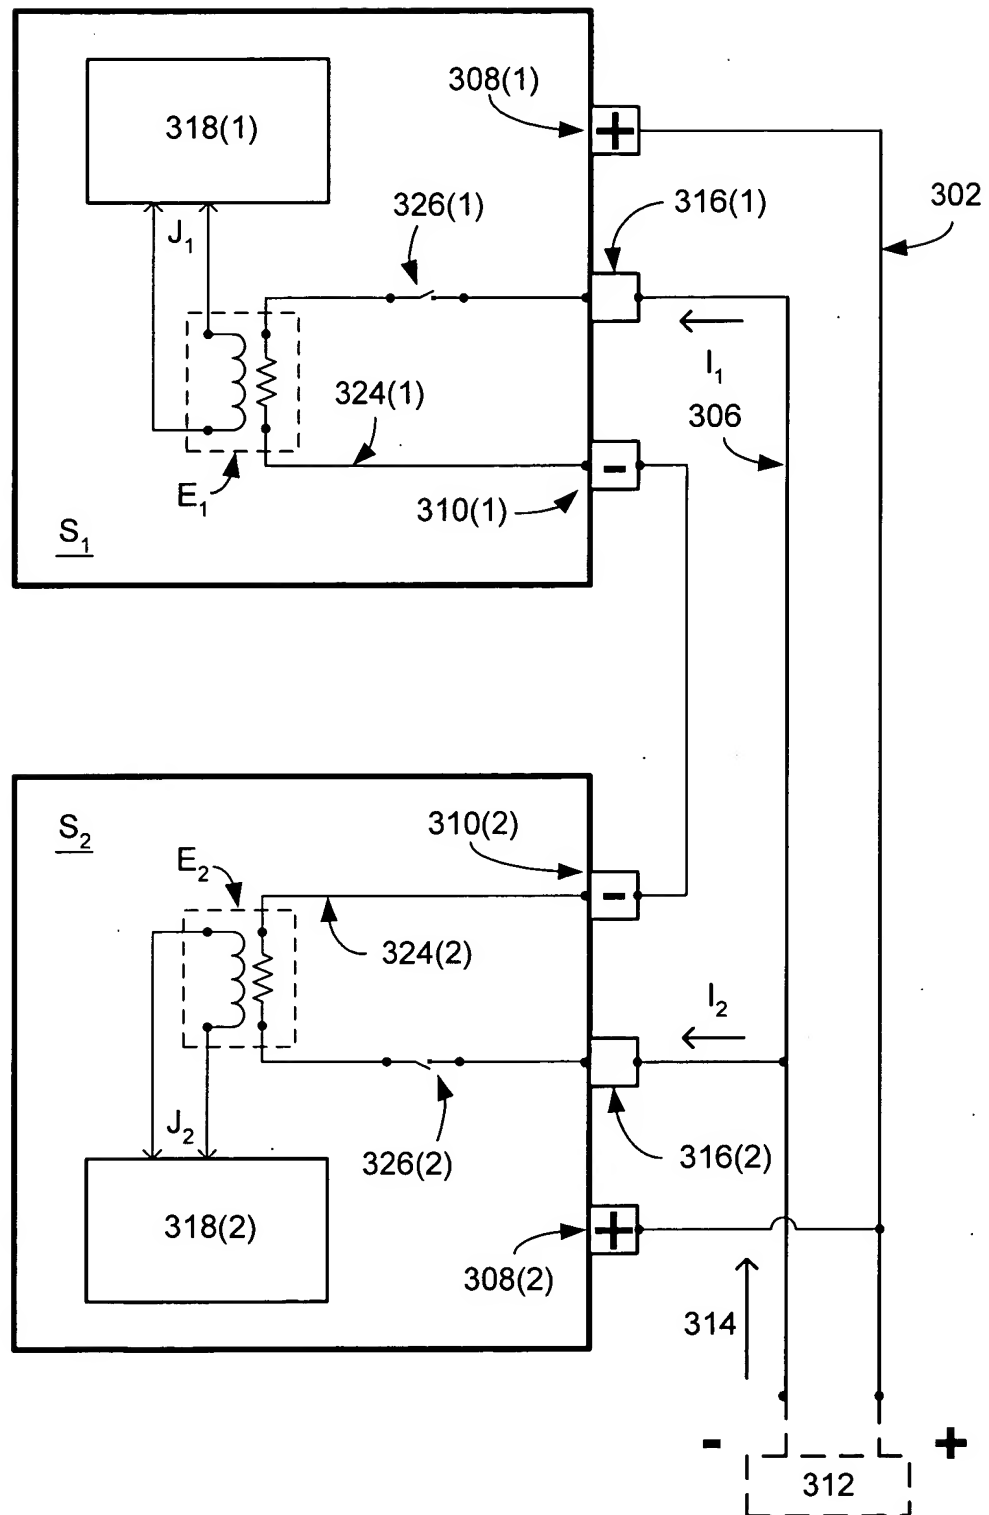 318(1)
308(1)
+
326(1)
316(1)
302
J1
I1
324(1)
306
E1
-
310(1)
S1
S2
310(2)
E2
-
324(2)
I2
J2
326(2)
316(2)
318(2)
+
308(2)
314
-
+
312